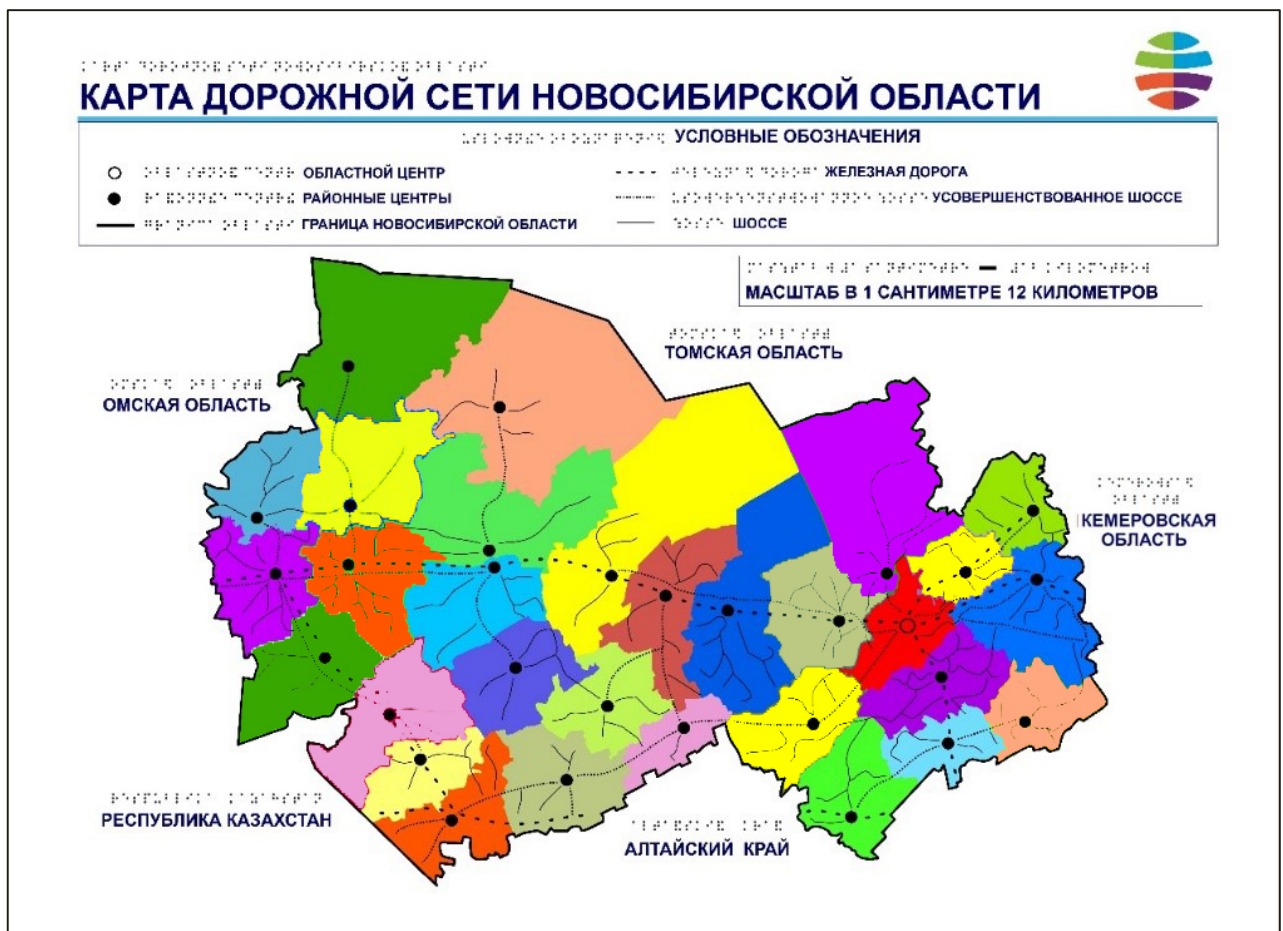 КАРТА ДОРОЖНОЙ СЕТИ НОВОСИБИРСКОЙ ОБЛАСТИ
УСЛОВНЫЕ ОБОЗНАЧЕНИЯ
ОБЛАСТНОЙ ЦЕНТР
РАЙОННЫЕ ЦЕНТРЫ
ГРАНИЦА НОВОСИБИРСКОЙ ОБЛАСТИ
ЖЕЛЕЗНАЯ ДОРОГА
УСОВЕРШЕНСТВОВАННОЕ ШОССЕ
ШОССЕ
МАСШТАБ В 1 САНТИМЕТРЕ 12 КИЛОМЕТРОВ
ТОМСКАЯ ОБЛАСТЬ
ОМСКАЯ ОБЛАСТЬ
КЕМЕРОВСКАЯ
ОБЛАСТЬ
РЕСПУБЛИКА КАЗАХСТАН
АЛТАЙСКИЙ КРАЙ